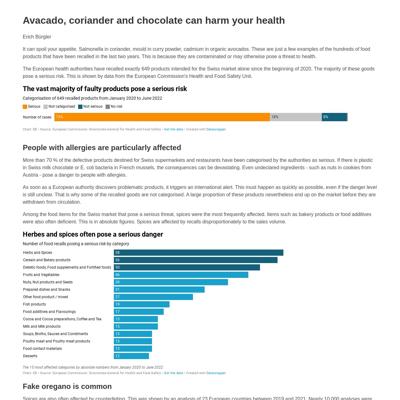 Avocado, coriander and chocolate can harm your health
Erich Bürgler
It can spoil your appetite. Salmonella in coriander, mould in curry powder, cadmium in organic avocados. These are just a few examples of the hundreds of food
products that have been recalled in the last two years. This is because they are contaminated or may otherwise pose a threat to health.
The European health authorities have recalled exactly 649 products intended for the Swiss market alone since the beginning of 2020. The majority of these goods
pose a serious risk. This is shown by data from the European Commission's Health and Food Safety Unit.
The vast majority of faulty products pose a serious risk
Categorisation of 649 recalled products from January 2020 to June 2022
Serious Not categorised Not serious No risk
Number of cases
Chart: EB • Source: European Commission: Directorate-General for Health and Food Safety • Get the data • Created with Datawrapper
People with allergies are particularly affected
More than 70 % of the defective products destined for Swiss supermarkets and restaurants have been categorised by the authorities as serious. If there is plastic
in Swiss milk chocolate or E. coli bacteria in French mussels, the consequences can be devastating. Even undeclared ingredients - such as nuts in cookies from
Austria - pose a danger to people with allergies.
As soon as a European authority discovers problematic products, it triggers an international alert. This must happen as quickly as possible, even if the danger level
is still unclear. That is why some of the recalled goods are not categorised. A large proportion of these products nevertheless end up on the market before they are
withdrawn from circulation.
Among the food items for the Swiss market that pose a serious threat, spices were the most frequently affected. Items such as bakery products or food additives
were also often deficient. This is in absolute figures. Spices are affected by recalls disproportionately to the sales volume.
Herbes and spices often pose a serious danger
Number of food recalls posing a serious risk by category
Herbs and Spices
Cereals and Bakery products
Dietetic foods, Food supplements and Fortified foods
Fruits and Vegetables
Nuts, Nut products and Seeds
Prepared dishes and Snacks
Other food product / mixed
Fish products
Food additives and Flavourings
Cocoa and Cocoa preparations, Coffee and Tea
Milk and Milk products
Soups, Broths, Sauces and Condiments
Poultry meat and Poultry meat products
Food contact materials
Desserts
The 15 most affected categories by absolute numbers from January 2020 to June 2022
Chart: EB • Source: European Commission: Directorate-General for Health and Food Safety • Get the data • Created with Datawrapper
Fake oregano is common
Spices are also often affected by counterfeiting. This was shown by an analysis of 23 European countries between 2019 and 2021. Nearly 10,000 analyses were